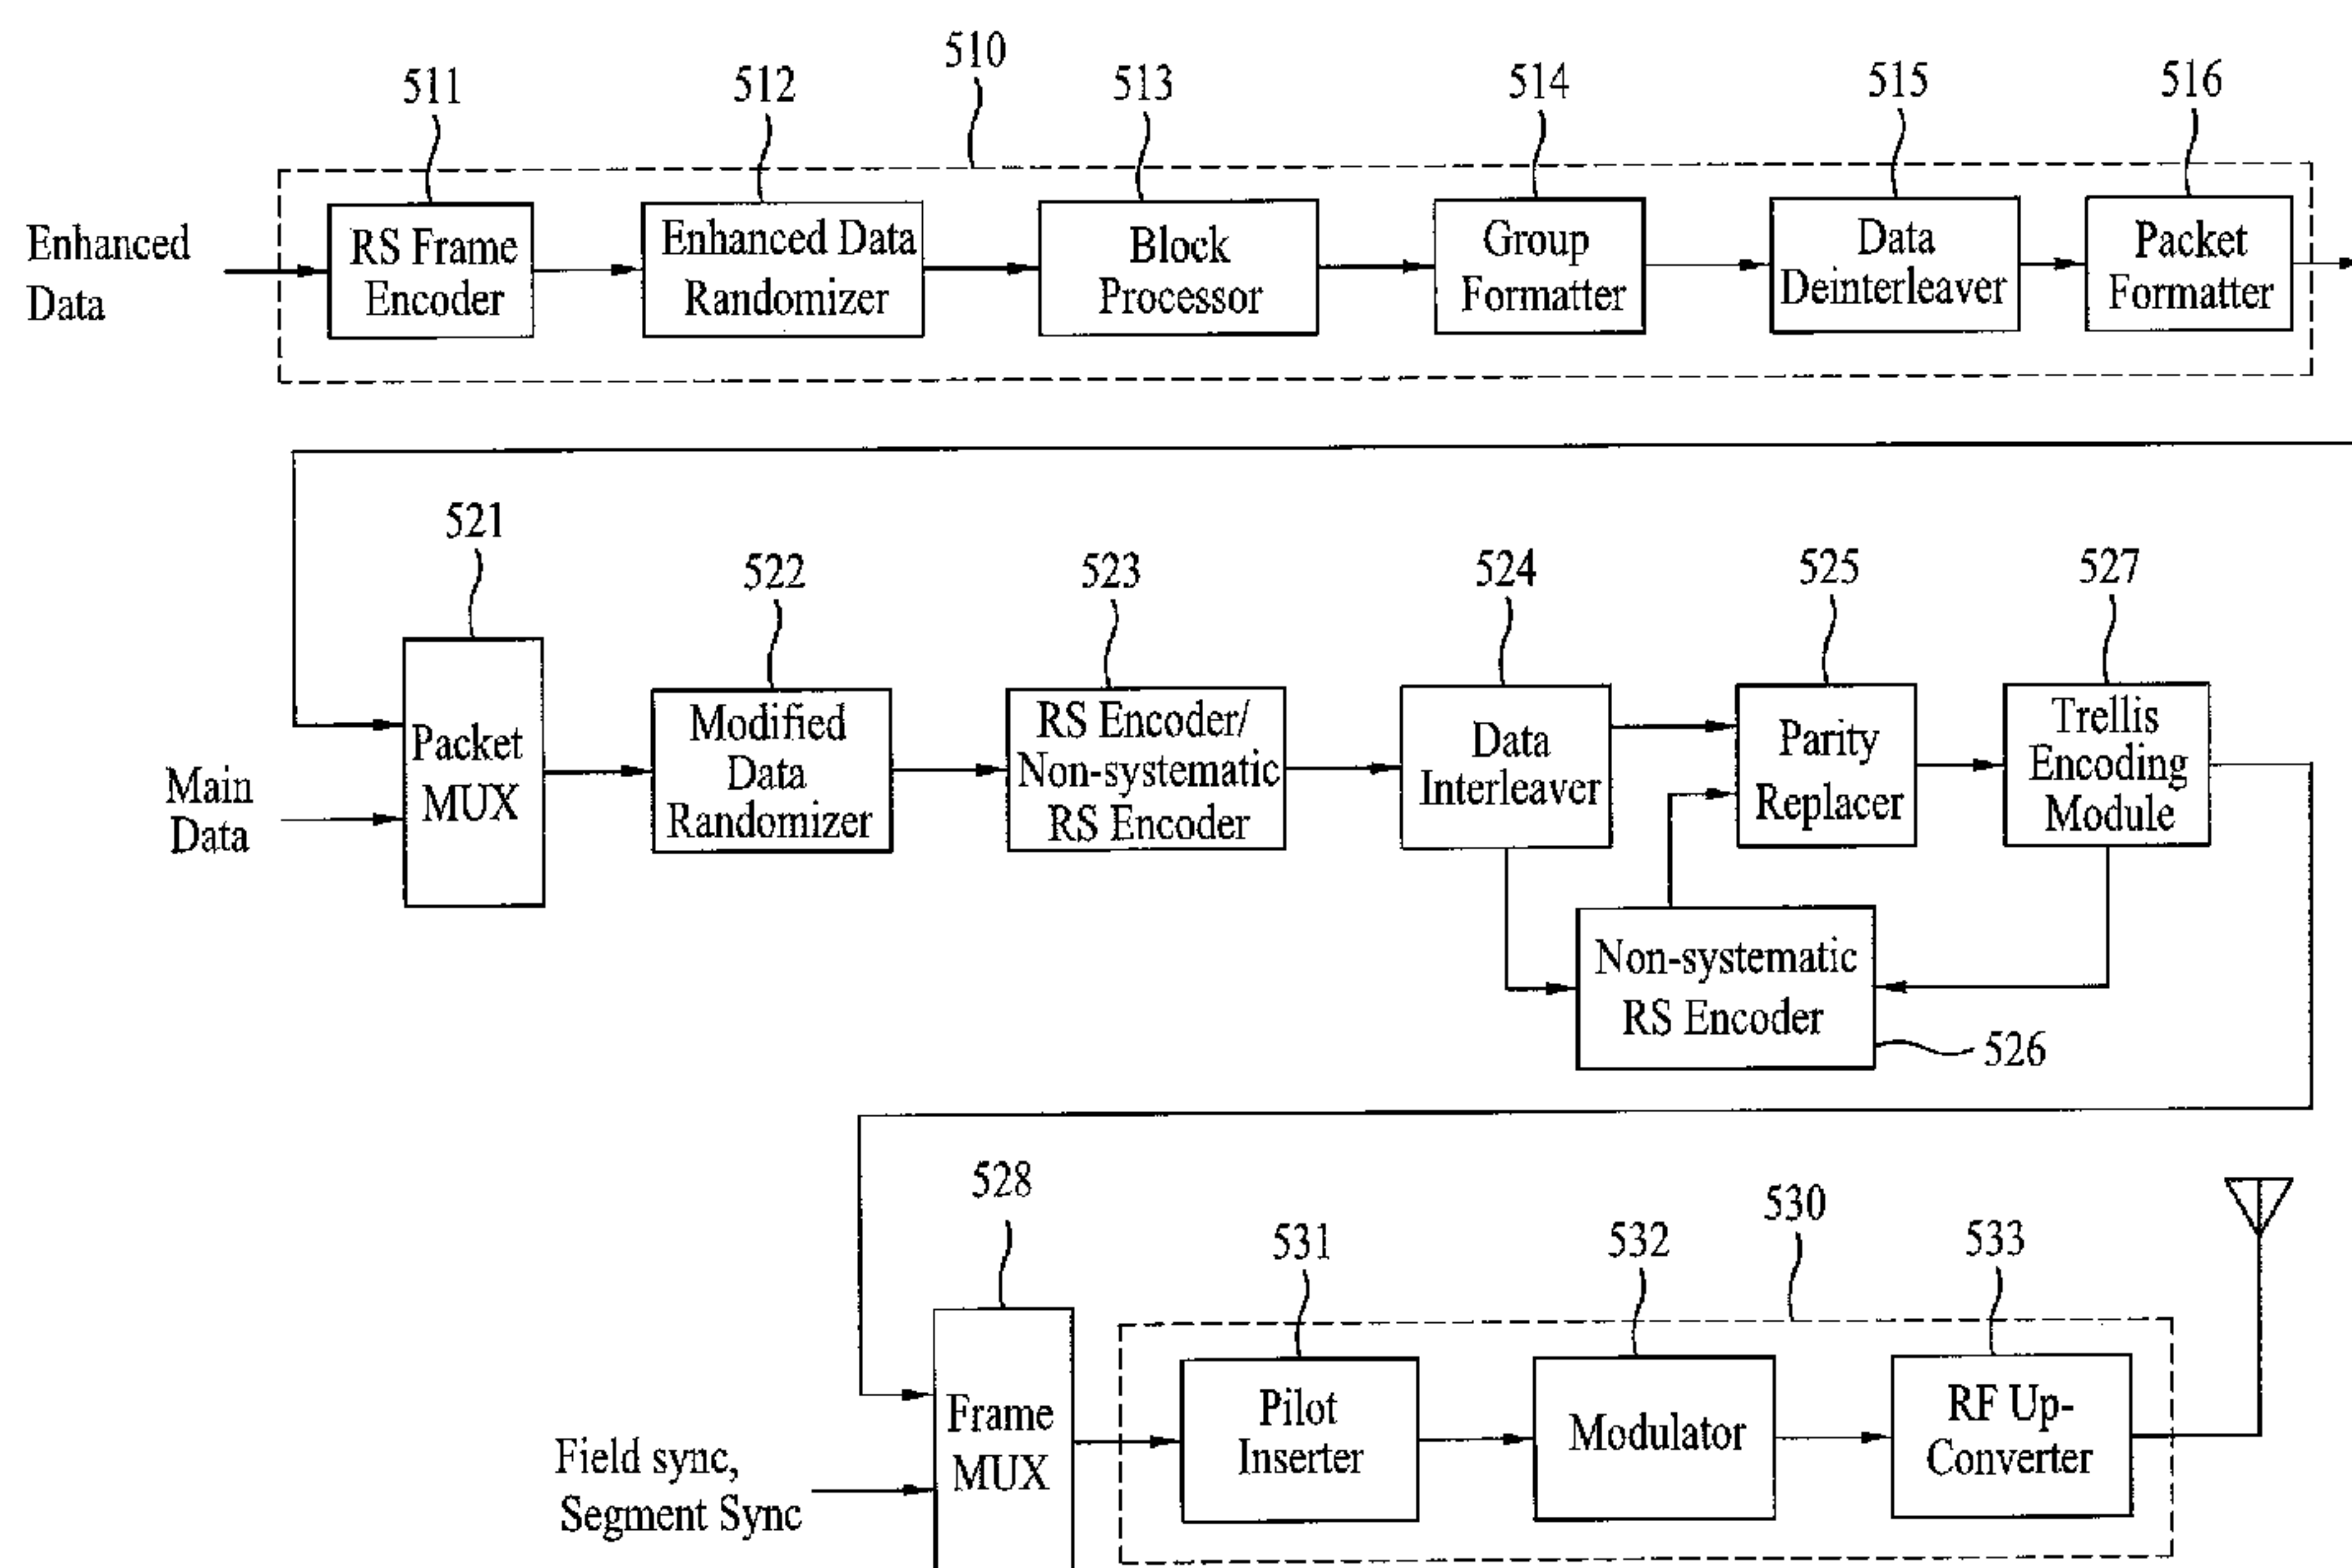 510
511
512
513
514
515
516
Enhanced
Data
RS Frame
Encoder
Enhanced Data
Randomizer
Block
Processor
Group
Formatter
Data
Deinterleaver
Packet
Formatter
521
522
523
524
525
527
Main
Data
Packet
MUX
Modified
Data
Randomizer
RS Encoder/
Non-systematic
RS Encoder
Data
Interleaver
Parity
Replacer
Trellis
Encoding
Module
Non-systematic
RS Encoder
526
528
530
531
532
533
Field sync,
Segment Sync
Frame
MUX
Pilot
Inserter
Modulator
RF Up-
Converter